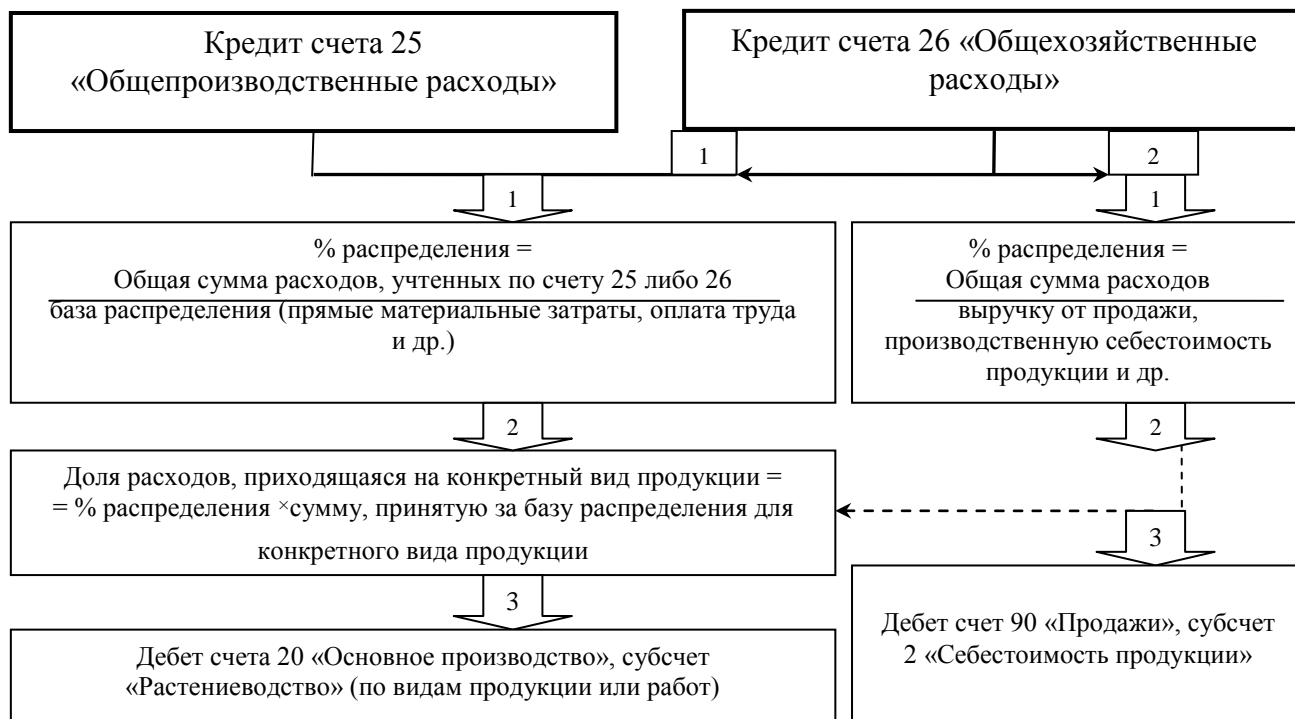 Кредит счета 25
«Общепроизводственные расходы»
Кредит счета 26 «Общехозяйственные
расходы»
1
2
1
1
% распределения =
Общая сумма расходов, учтенных по счету 25 либо 26
база распределения (прямые материальные затраты, оплата труда
и др.)
% распределения =
Общая сумма расходов
выручку от продажи,
производственную себестоимость
продукции и др.
2
2
Доля расходов, приходящаяся на конкретный вид продукции =
= % распределения ×сумму, принятую за базу распределения для
конкретного вида продукции
3
3
Дебет счета 20 «Основное производство», субсчет
«Растениеводство» (по видам продукции или работ)
Дебет счет 90 «Продажи», субсчет
2 «Себестоимость продукции»